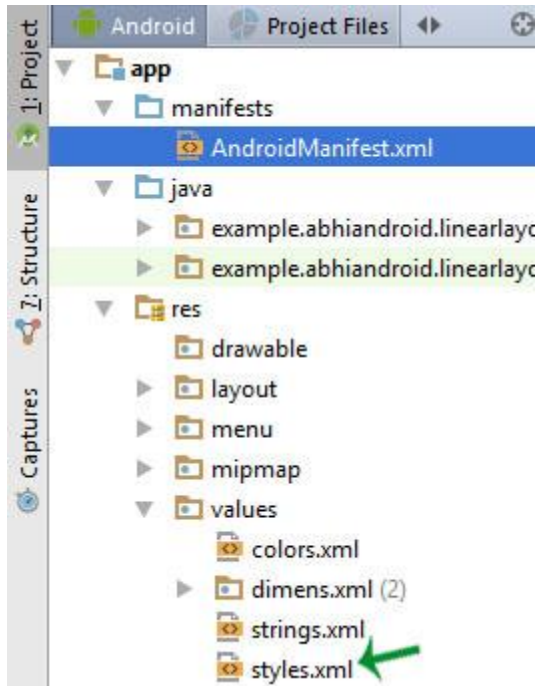 1: Project
Android
Project Files
app
manifests
AndroidManifest.xml
java
example.abhiandroid.linearlayo
example.abhiandroid.linearlayo
7: Structure
res
drawable
layout
Captures
menu
mipmap
values
colors.xml
dimens.xml (2)
strings.xml
styles.xml